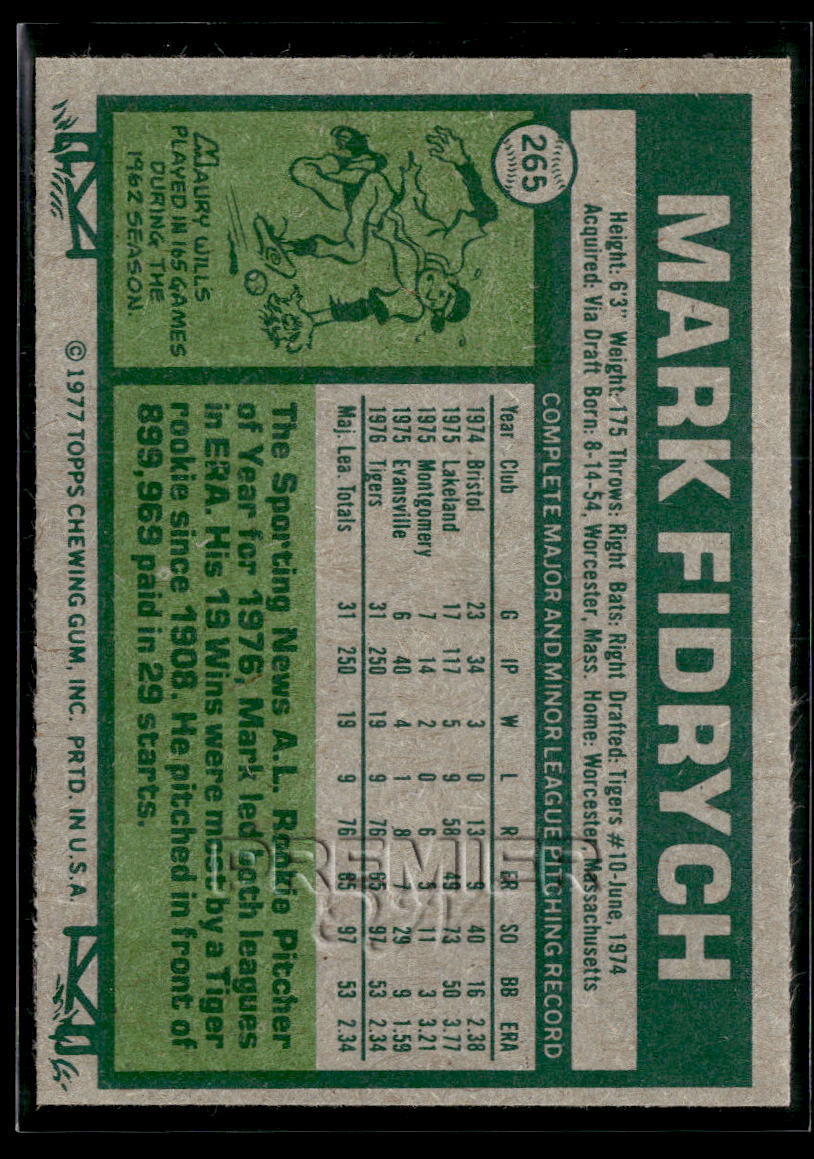 265
MARK FIDRYCH
Height: 6'3" Weight: 175 Throws: Right Bats: Right Drafted: Tigers #10-June, 1974
Acquired: Via Draft Born: 8-14-54, Worcester, Mass. Home: Worcester, Massachusetts
COMPLETE MAJOR AND MINOR LEAGUE PITCHING RECORD
Year Club G IP W L R ER SO BB ERA
1974 Bristol 23 34 3 0 13 9 40 16 2.38
1975 Lakeland 17 117 5 9 58 49 73 50 3.77
1975 Montgomery 7 14 2 0 6 5 11 3 3.21
1975 Evansville 6 40 4 1 8 7 29 9 1.59
1976 Tigers 31 250 19 9 76 65 97 53 2.34
Maj. Lea. Totals 31 250 19 9 76 65 97 53 2.34
MAURY WILLS
PLAYED IN 165 GAMES
DURING THE
1962 SEASON.
The Sporting News A.L. Rookie Pitcher
of Year for 1976, Mark led both leagues
in ERA. His 19 Wins were most by a Tiger
rookie since 1908. He pitched in front of
899,969 paid in 29 starts.
© 1977 TOPPS CHEWING GUM, INC. PRTD. IN U.S.A.
PREMIER